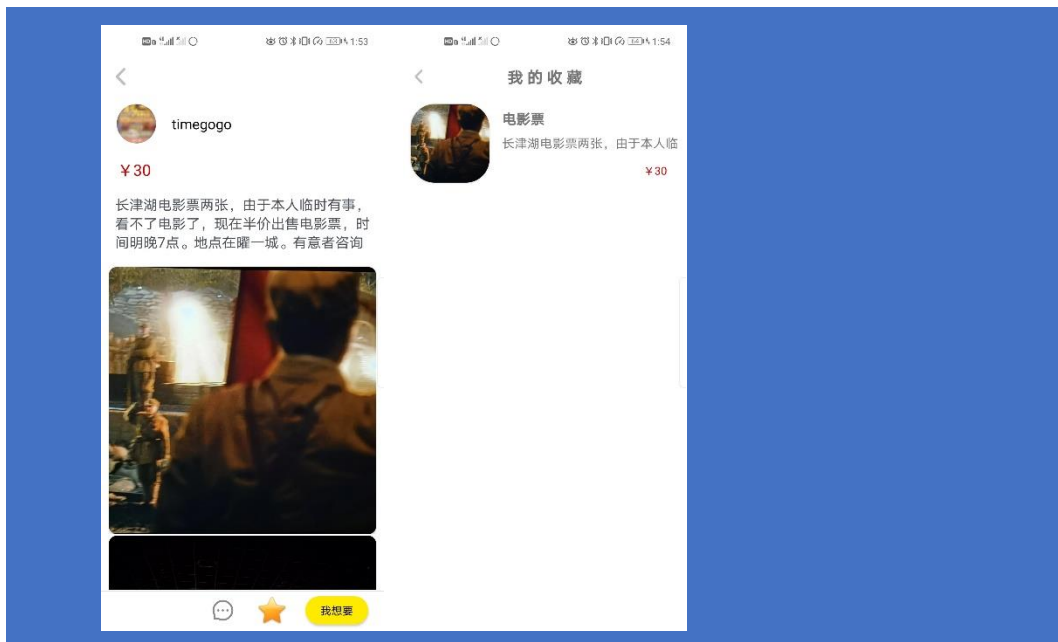 1:53
timegogo
¥30
长津湖电影票两张，由于本人临时有事，
看不了电影了，现在半价出售电影票，时
间明晚7点。地点在曜一城。有意者咨询
我想要
1:54
我的收藏
电影票
长津湖电影票两张，由于本人临
¥30